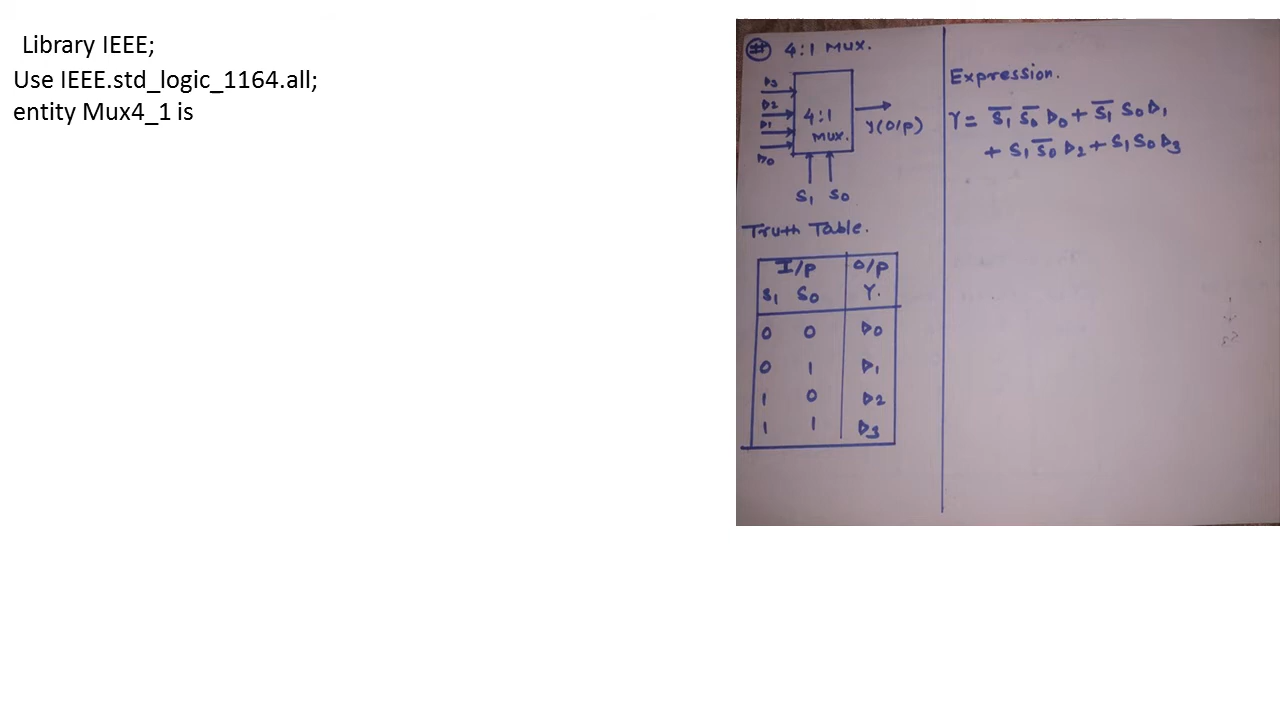 Library IEEE;
Use IEEE.std_logic_1164.all;
entity Mux4_1 is
# 4:1 Mux.
D3
D2
D1
D0
4:1
Mux.
Y(O/p)
S1 S0
Truth Table.
I/p O/p
S1 S0 Y.
0 0 D0
0 1 D1
1 0 D2
1 1 D3
Expression.
Y = S̅1 S̅0 D0 + S̅1 S0 D1
+ S1 S̅0 D2 + S1 S0 D3